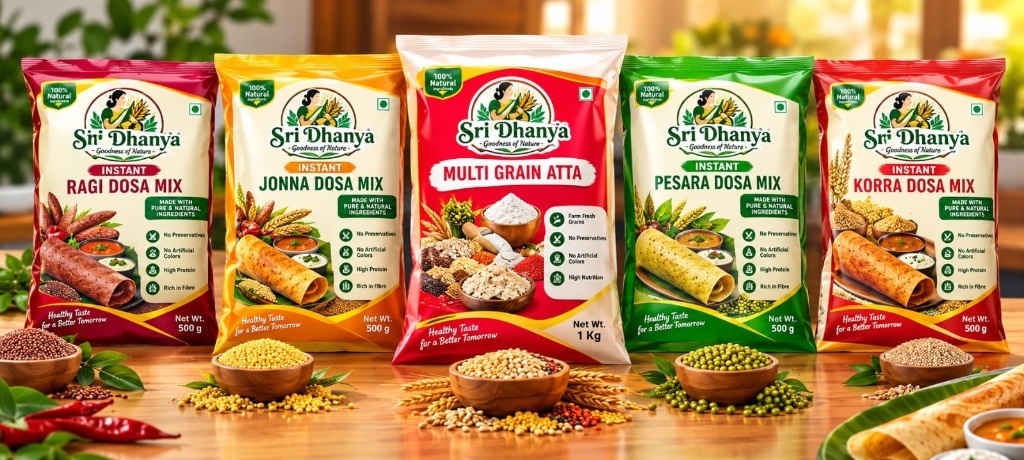 100%
Natural
Ingredients
Sri Dhanya
- Goodness of Nature -
INSTANT
RAGI DOSA MIX
MADE WITH
PURE & NATURAL
INGREDIENTS
No Preservatives
No Artificial
Colors
High Protein
Rich in Fibre
Healthy Taste
for a Better Tomorrow
Net Wt.
500 g
100%
Natural
Ingredients
Sri Dhanya
- Goodness of Nature -
INSTANT
JONNA DOSA MIX
MADE WITH
PURE & NATURAL
INGREDIENTS
No Preservatives
No Artificial
Colors
High Protein
Rich in Fibre
Healthy Taste
for a Better Tomorrow
Net Wt.
500 g
100%
Natural
Ingredients
Sri Dhanya
- Goodness of Nature -
MULTI GRAIN ATTA
Farm Fresh
Grains
No Preservatives
No Artificial
Colors
High Nutrition
Healthy Taste
for a Better Tomorrow
Net Wt.
1 Kg
100%
Natural
Ingredients
Sri Dhanya
- Goodness of Nature -
INSTANT
PESARA DOSA MIX
MADE WITH
PURE & NATURAL
INGREDIENTS
No Preservatives
No Artificial
Colors
High Protein
Rich in Fibre
Healthy Taste
for a Better Tomorrow
Net Wt.
500 g
100%
Natural
Ingredients
Sri Dhanya
- Goodness of Nature -
INSTANT
KORRA DOSA MIX
MADE WITH
PURE & NATURAL
INGREDIENTS
No Preservatives
No Artificial
Colors
High Protein
Rich in Fibre
Healthy Taste
for a Better Tomorrow
Net Wt.
500 g